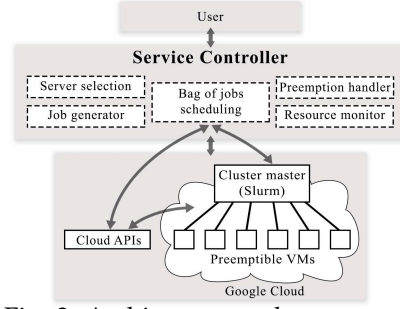 User
Service Controller
Server selection
Bag of jobs
scheduling
Preemption handler
Job generator
Resource monitor
Cluster master
(Slurm)
Cloud APIs
Preemptible VMs
Google Cloud